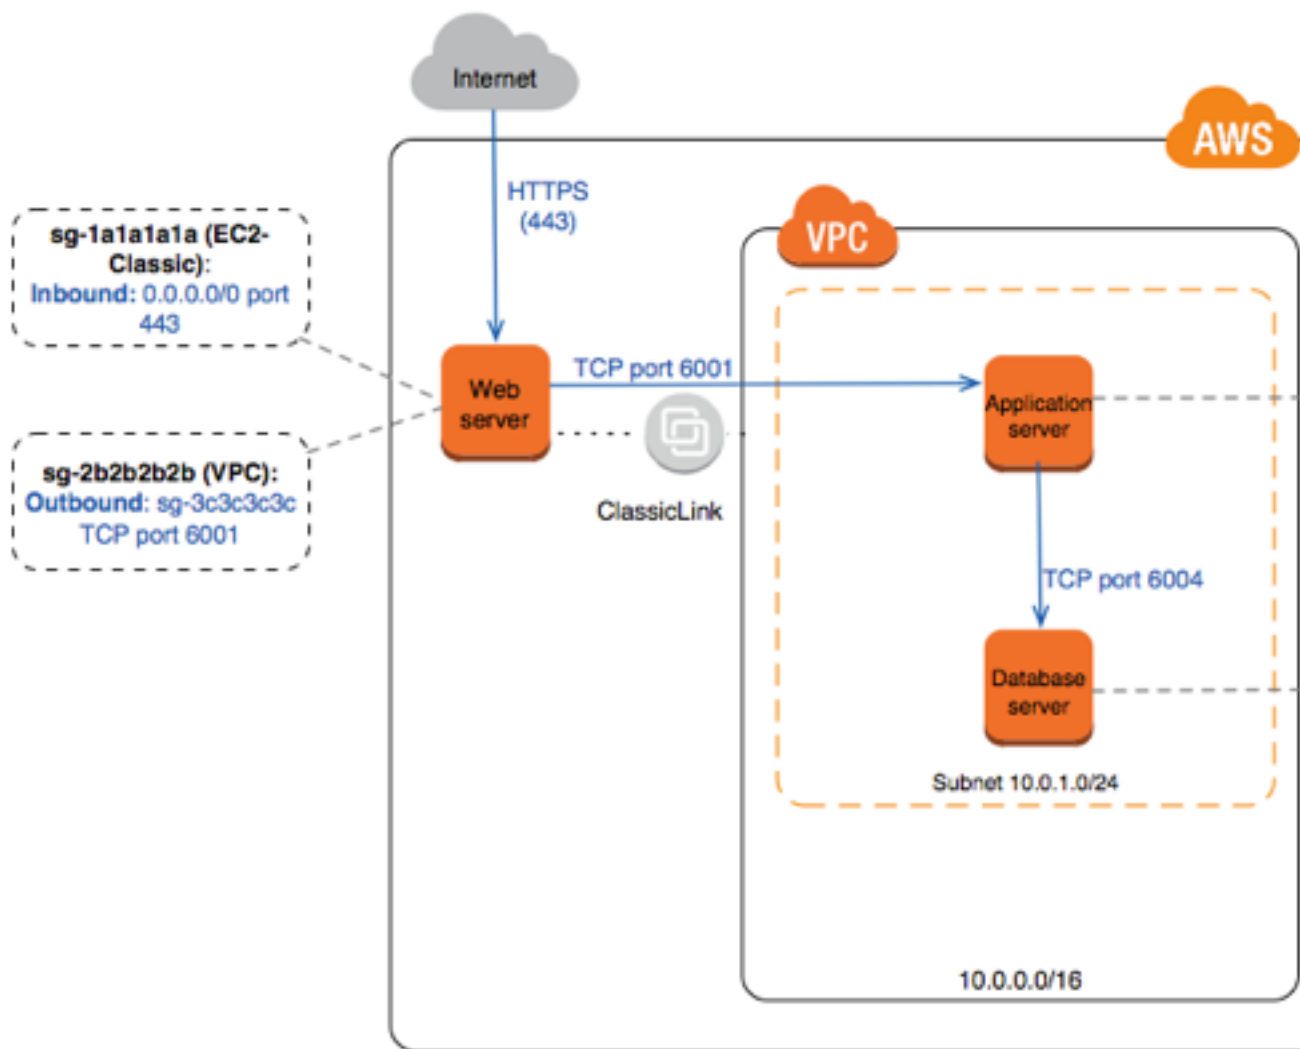 Internet
AWS
HTTPS
(443)
VPC
sg-1a1a1a1a (EC2-
Classic):
Inbound: 0.0.0.0/0 port
443
Web
server
TCP port 6001
Application
server
sg-2b2b2b2b (VPC):
Outbound: sg-3c3c3c3c
TCP port 6001
ClassicLink
TCP port 6004
Database
server
Subnet 10.0.1.0/24
10.0.0.0/16